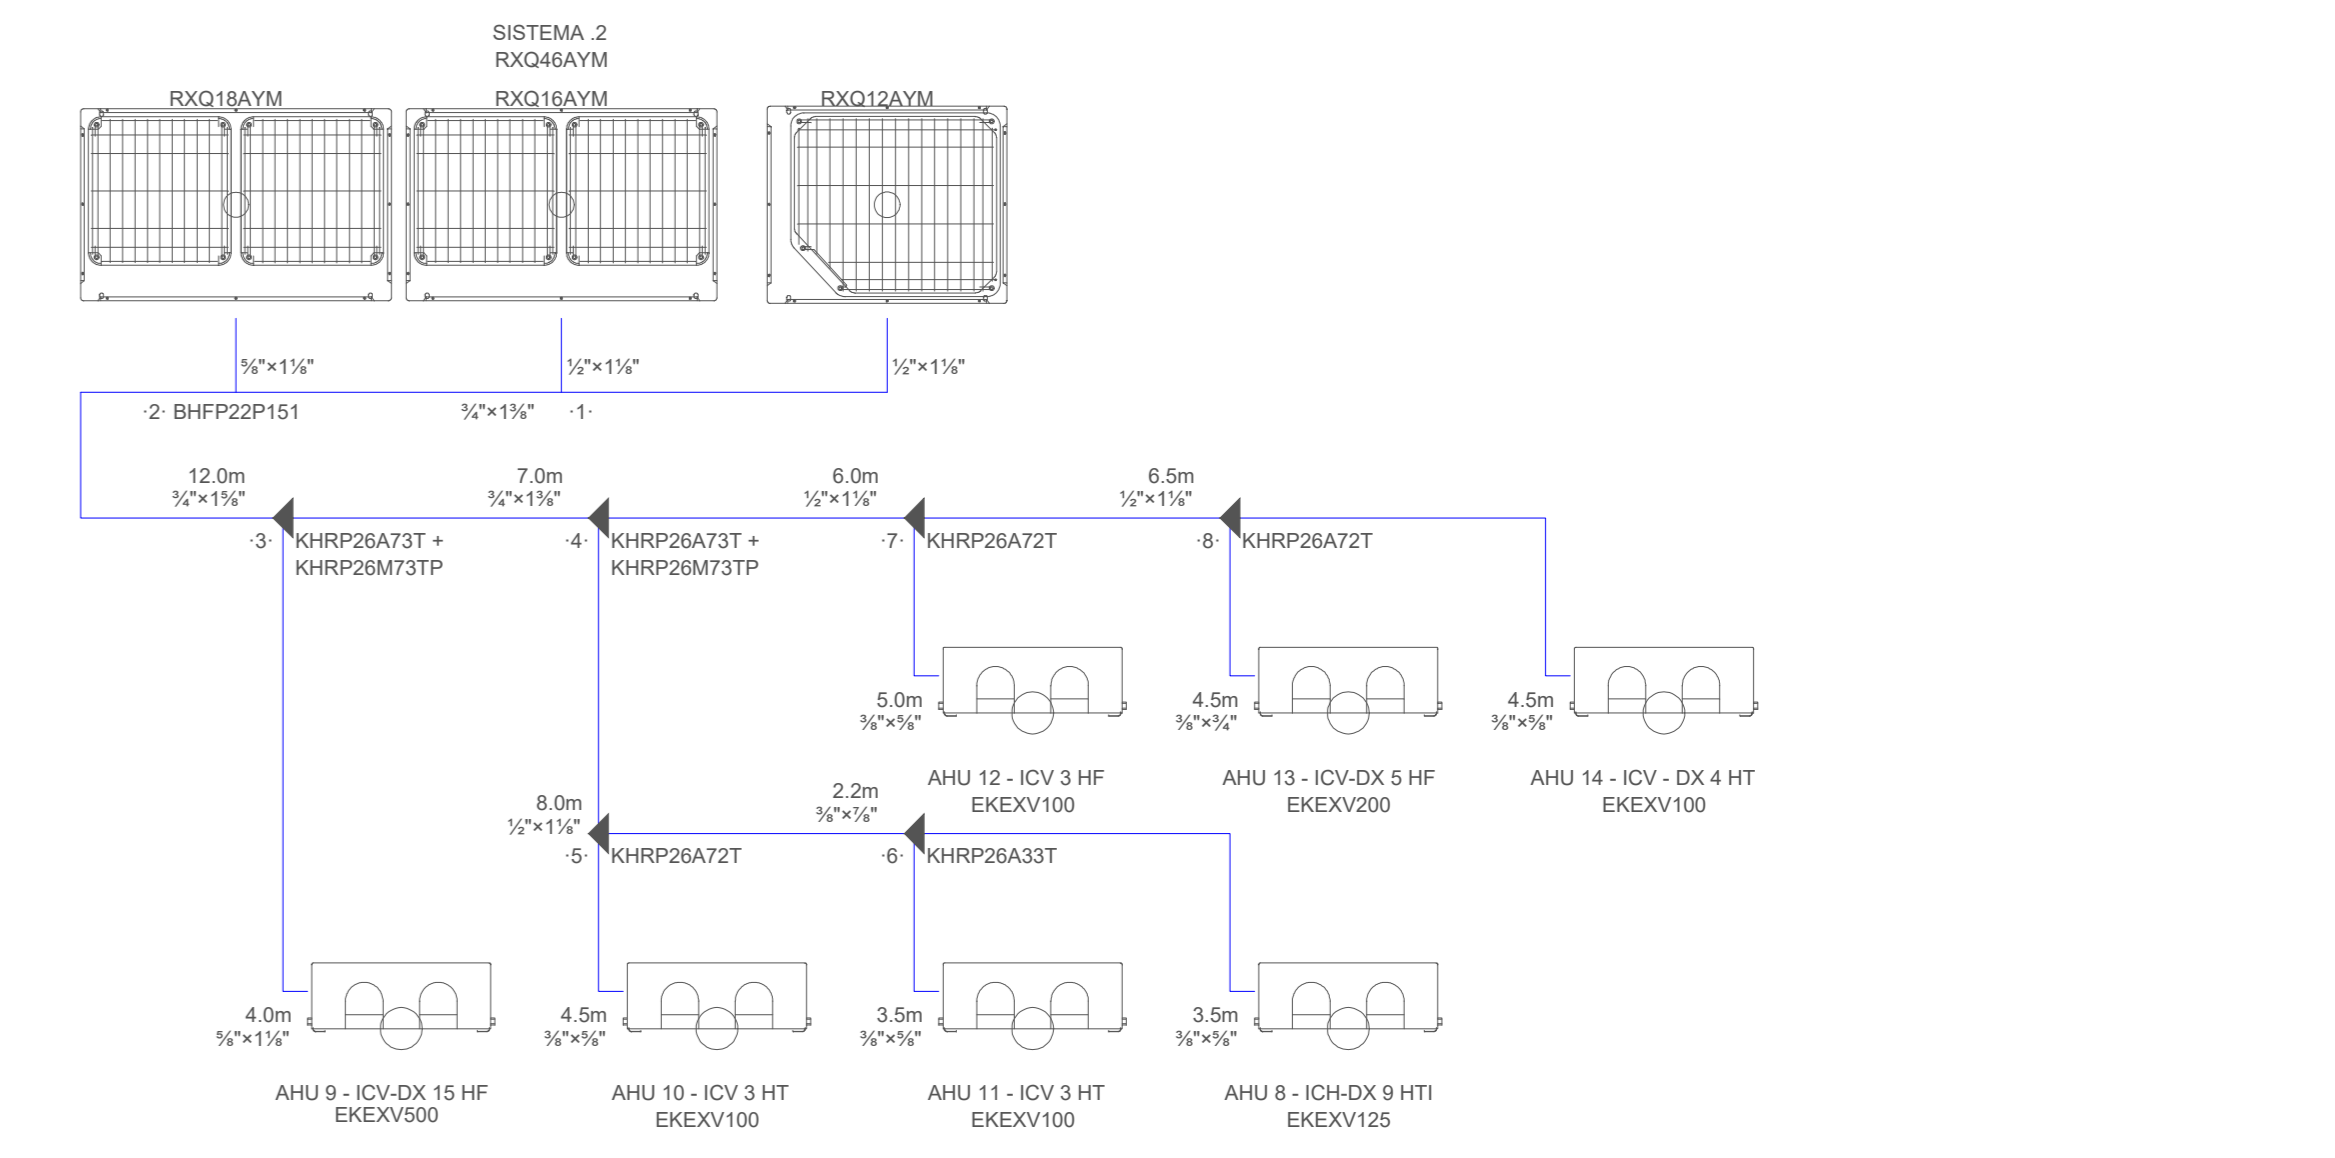 SISTEMA .2
RXQ46AYM
RXQ18AYM
RXQ16AYM
RXQ12AYM
⅝"×1⅛"
½"×1⅛"
½"×1⅛"
·2· BHFP22P151
¾"×1⅜"
·1·
12.0m
¾"×1⅝"
7.0m
¾"×1⅜"
6.0m
½"×1⅛"
6.5m
½"×1⅛"
·3·
KHRP26A73T +
KHRP26M73TP
·4·
KHRP26A73T +
KHRP26M73TP
·7·
KHRP26A72T
·8·
KHRP26A72T
5.0m
⅜"×⅝"
4.5m
⅜"×¾"
4.5m
⅜"×⅝"
AHU 12 - ICV 3 HF
EKEXV100
AHU 13 - ICV-DX 5 HF
EKEXV200
AHU 14 - ICV - DX 4 HT
EKEXV100
8.0m
½"×1⅛"
2.2m
⅜"×⅞"
·5·
KHRP26A72T
·6·
KHRP26A33T
4.0m
⅝"×1⅛"
4.5m
⅜"×⅝"
3.5m
⅜"×⅝"
3.5m
⅜"×⅝"
AHU 9 - ICV-DX 15 HF
EKEXV500
AHU 10 - ICV 3 HT
EKEXV100
AHU 11 - ICV 3 HT
EKEXV100
AHU 8 - ICH-DX 9 HTI
EKEXV125